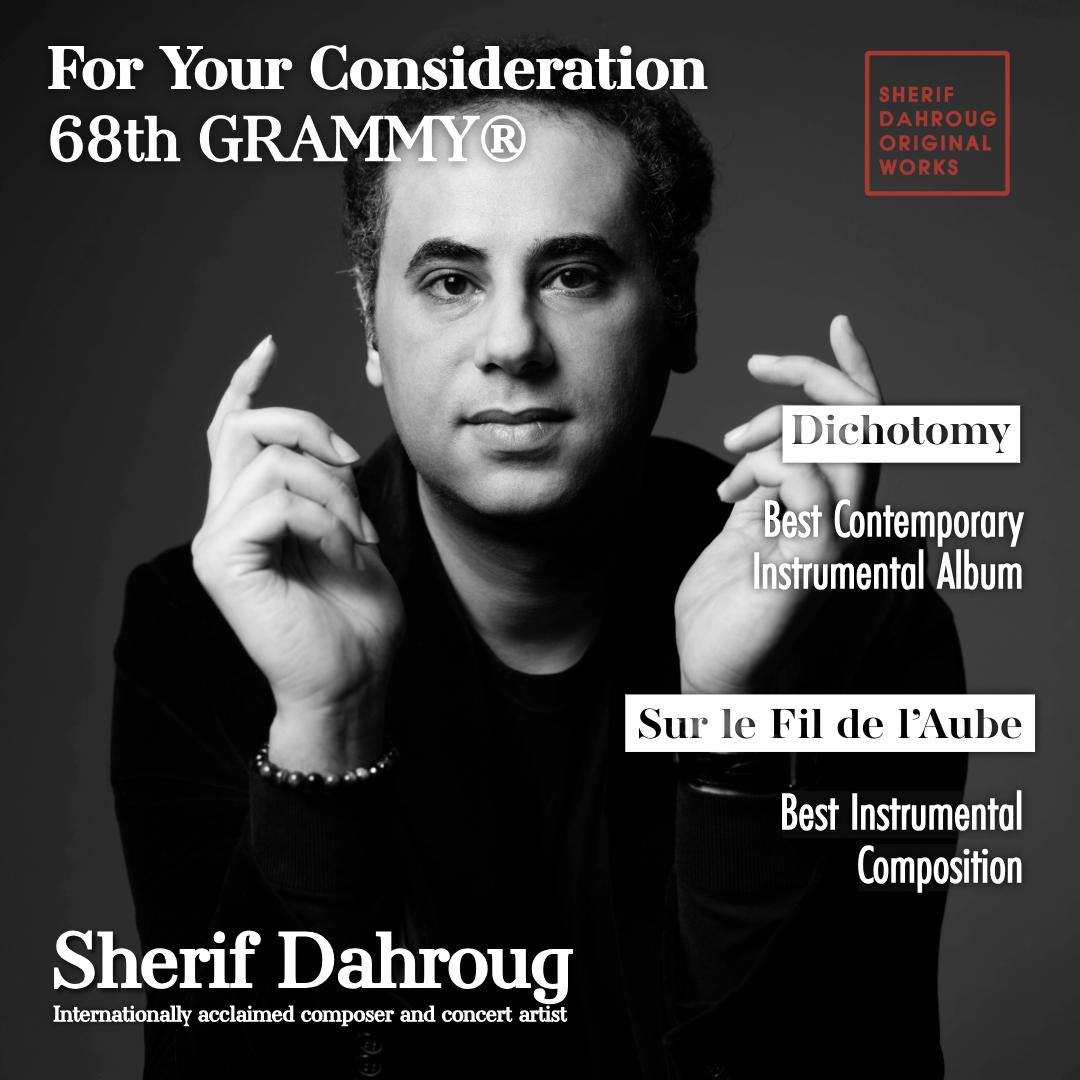 For Your Consideration
68th GRAMMY®
SHERIF
DAHROUG
ORIGINAL
WORKS
Dichotomy
Best Contemporary
Instrumental Album
Sur le Fil de l’Aube
Best Instrumental
Composition
Sherif Dahroug
Internationally acclaimed composer and concert artist